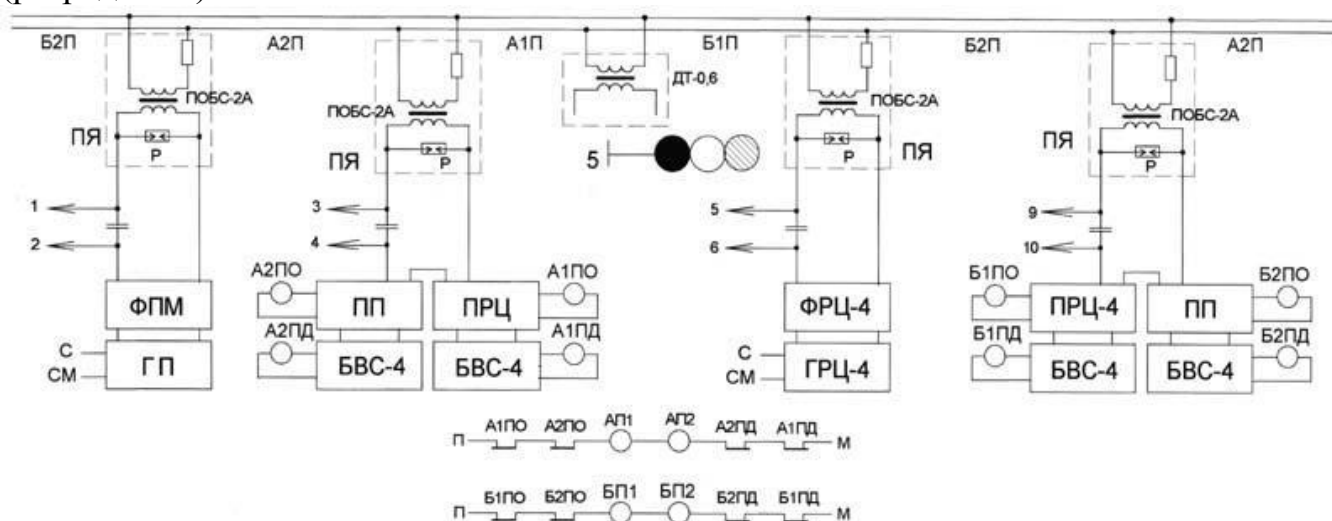 Б2П А2П А1П Б1П Б2П А2П
ПОБС-2А ПОБС-2А ДТ-0,6 ПОБС-2А ПОБС-2А
ПЯ Р ПЯ Р 5 Р ПЯ ПЯ Р
1 3 5 9
2 4 6 10
А2ПО А1ПО Б1ПО Б2ПО
ФПМ ПП ПРЦ ФРЦ-4 ПРЦ-4 ПП
А2ПД А1ПД Б1ПД Б2ПД
С ГП БВС-4 БВС-4 С ГРЦ-4 БВС-4 БВС-4
СМ СМ
П А1ПО А2ПО АП1 АП2 А2ПД А1ПД М
П Б1ПО Б2ПО БП1 БП2 Б2ПД Б1ПД М